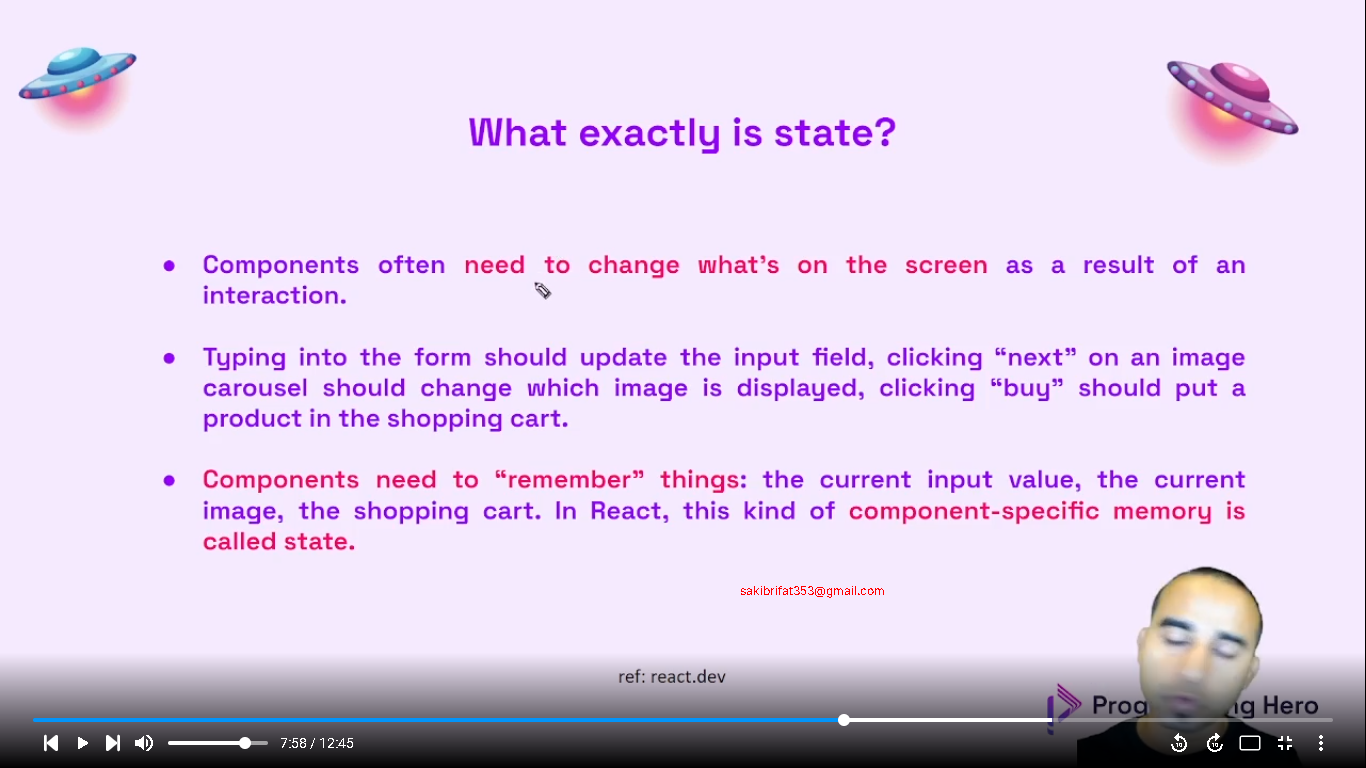 What exactly is state?
● Components often need to change what’s on the screen as a result of an
interaction.
● Typing into the form should update the input field, clicking “next” on an image
carousel should change which image is displayed, clicking “buy” should put a
product in the shopping cart.
● Components need to “remember” things: the current input value, the current
image, the shopping cart. In React, this kind of component-specific memory is
called state.
sakibrifat353@gmail.com
ref: react.dev
Hero
7:58 / 12:45
10
10